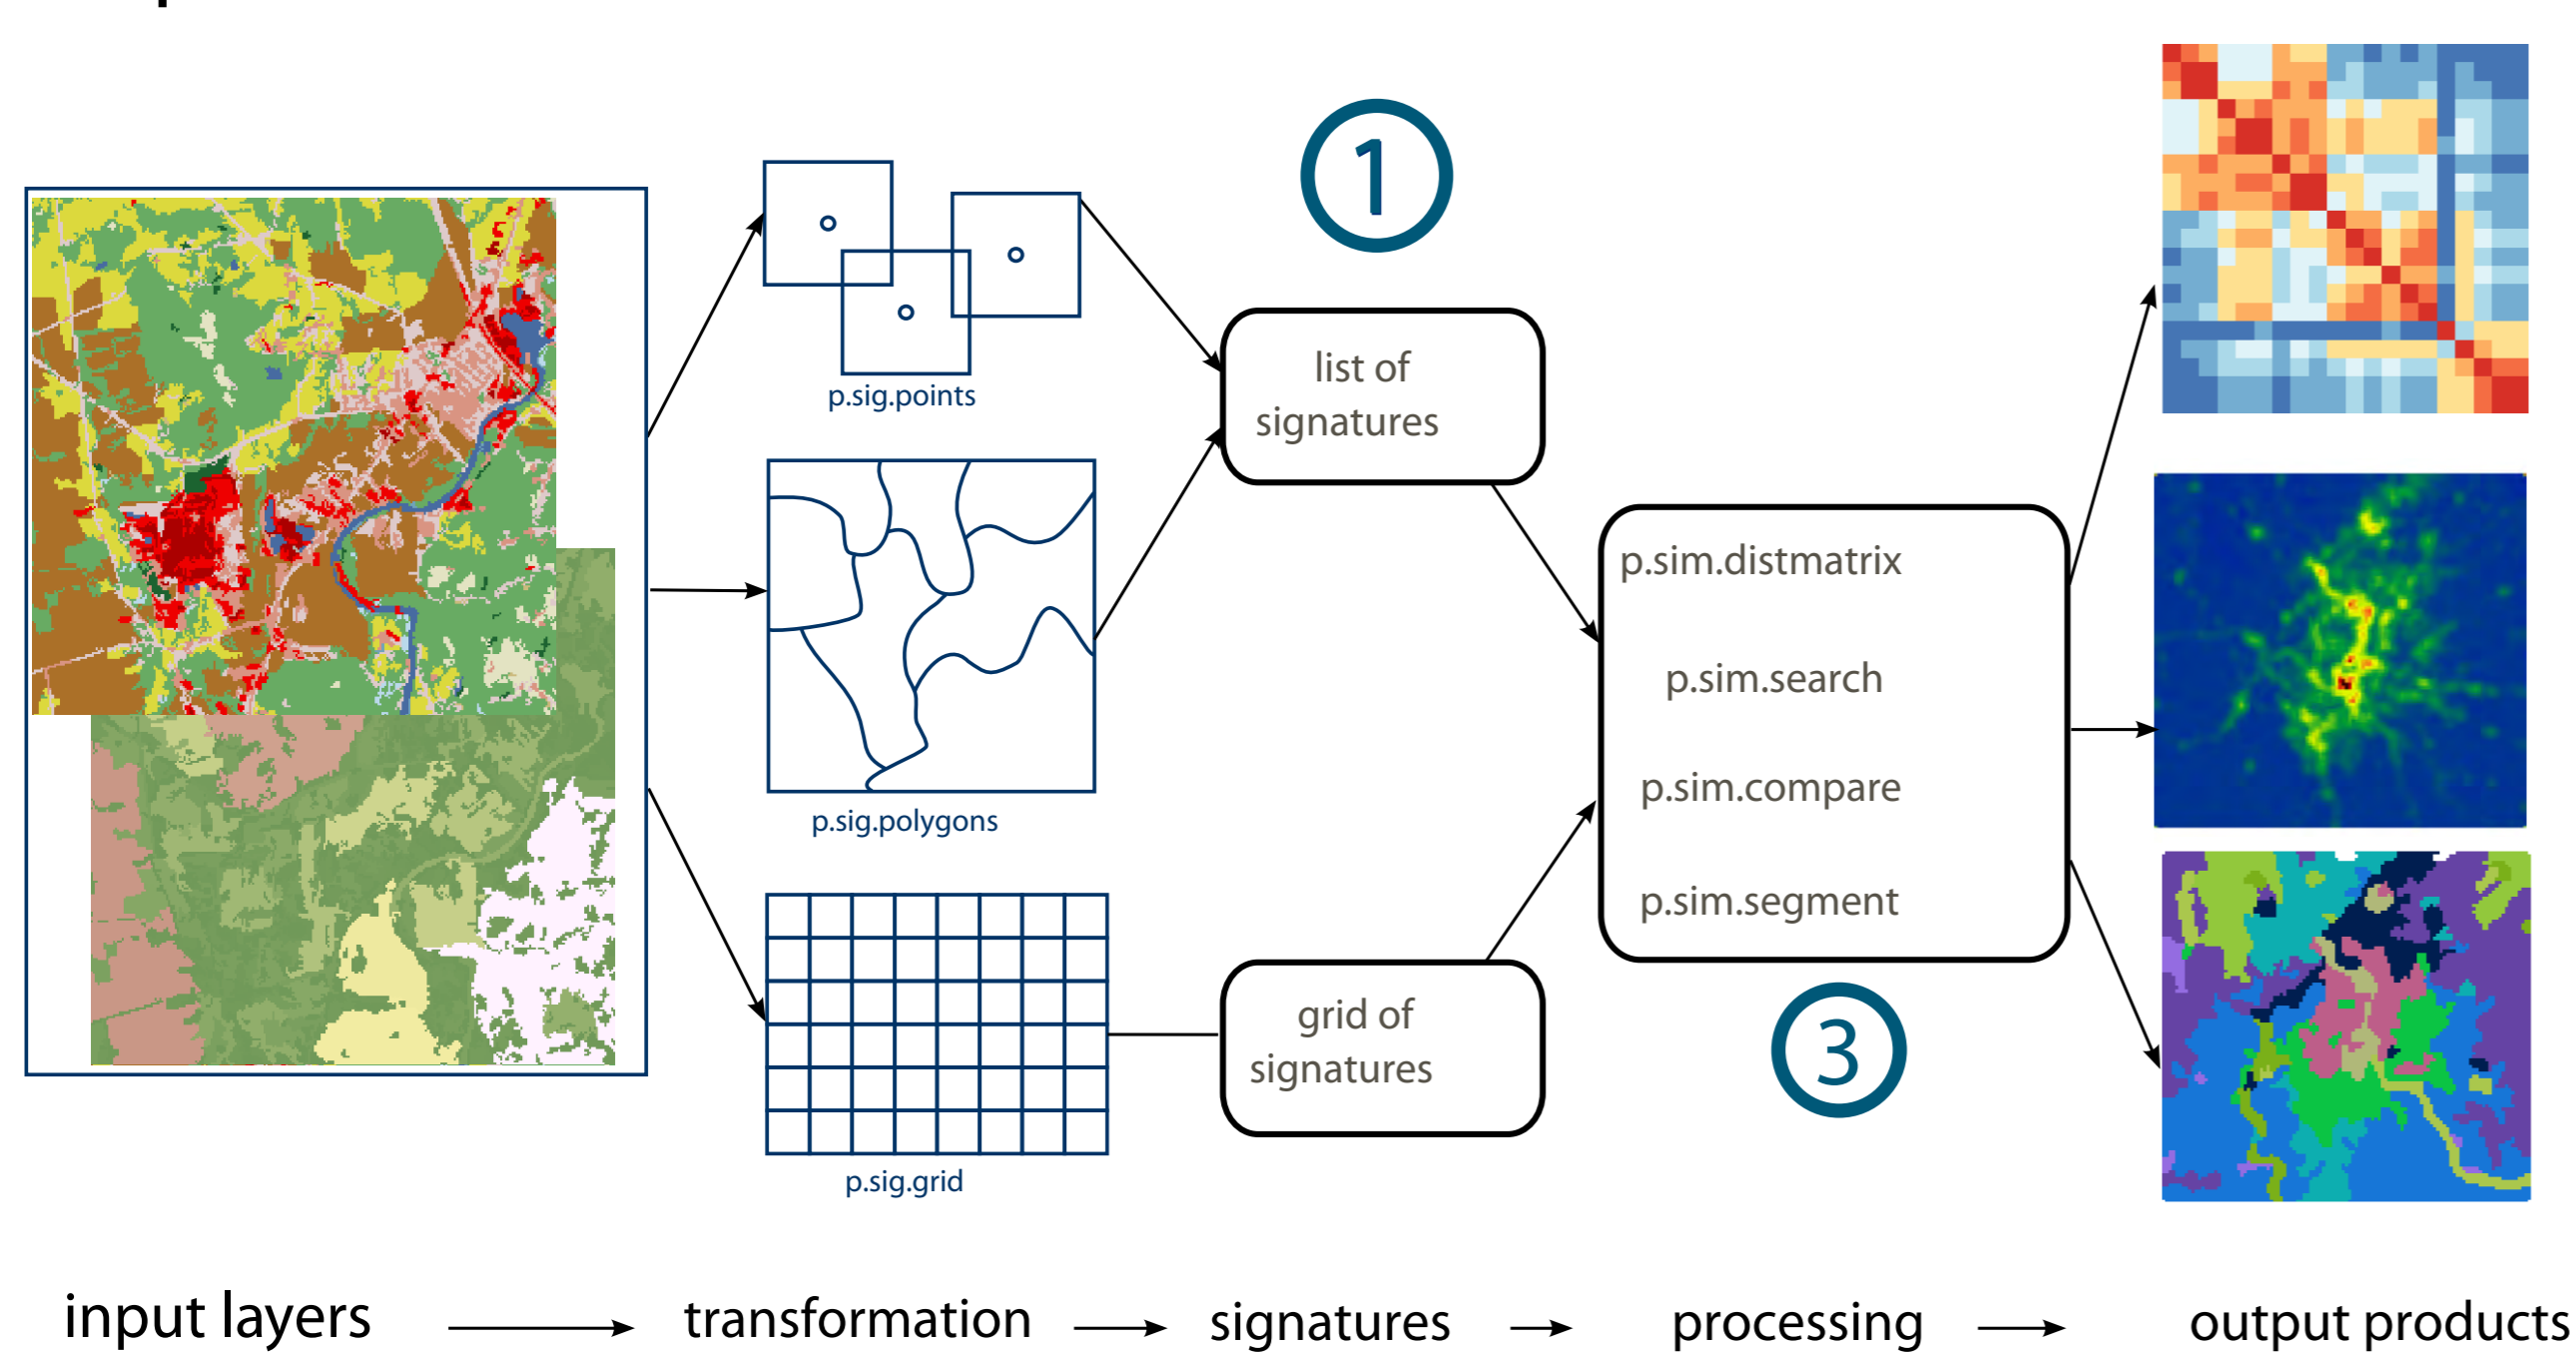 1
p.sig.points
list of
signatures
p.sim.distmatrix
p.sim.search
p.sim.compare
p.sim.segment
p.sig.polygons
grid of
signatures
3
p.sig.grid
input layers
transformation
signatures
processing
output products